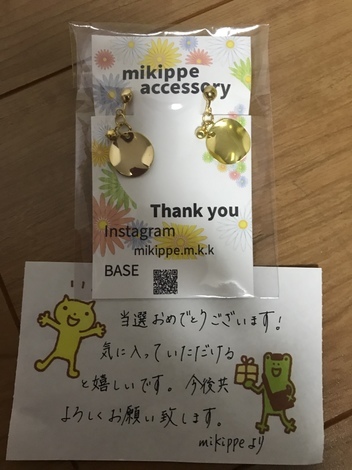 mikippe
accessory
Thank you
Instagram
mikippe.m.k.k
BASE
当選おめでとうございます!
気に入っていただける
と嬉しいです。今後共
よろしくお願い致します。
mikippeより